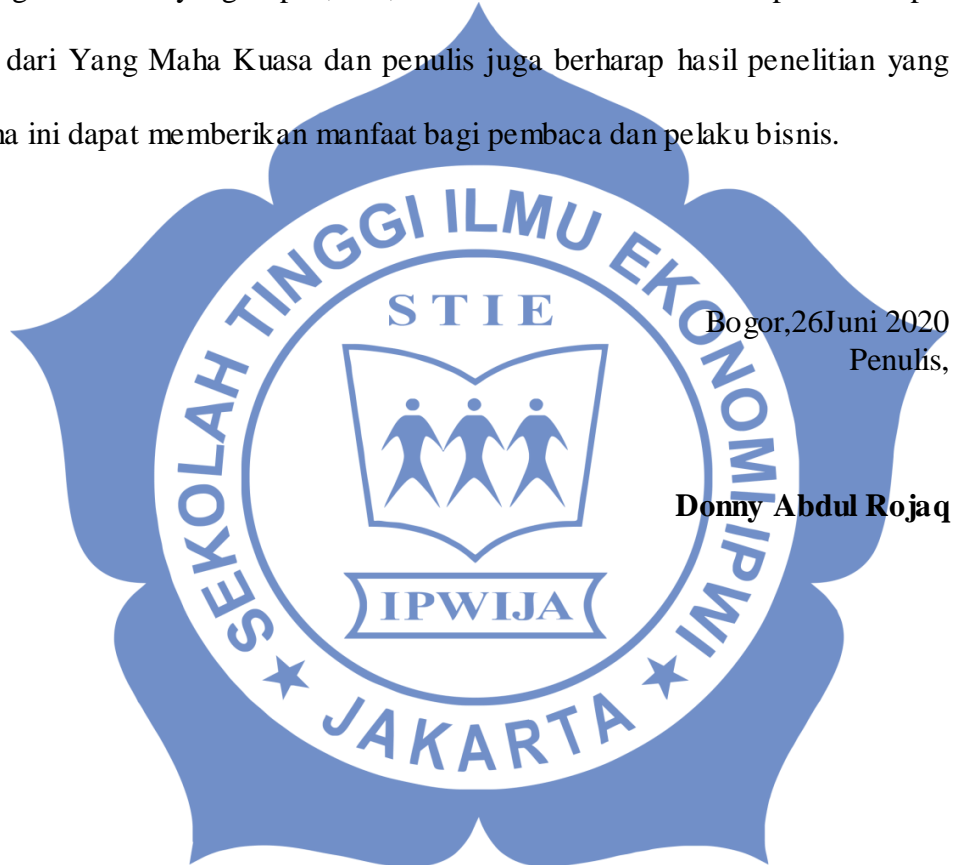 dari Yang Maha Kuasa dan penulis juga berharap hasil penelitian yang
ini dapat memberikan manfaat bagi pembaca dan pelaku bisnis.
SEKOLAH TINGGI ILMU EKONOMI IPWI
STIE
Bogor,26Juni 2020
Penulis,
Donny Abdul Rojaq
IPWIJA
★ JAKARTA ★